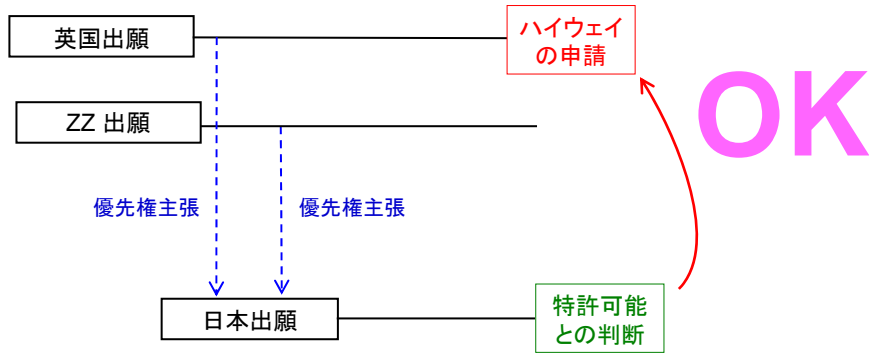 英国出願
ハイウェイ
の申請
OK
ZZ 出願
優先権主張
優先権主張
日本出願
特許可能
との判断